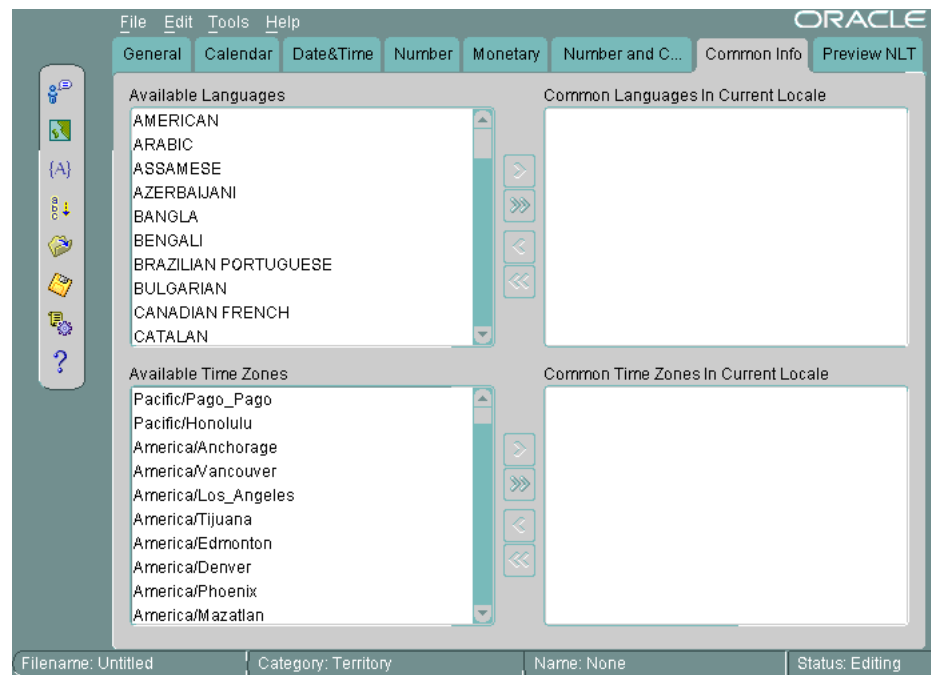 File Edit Tools Help
ORACLE
General Calendar Date&Time Number Monetary Number and C... Common Info Preview NLT
Available Languages
AMERICAN
ARABIC
ASSAMESE
AZERBAIJANI
BANGLA
BENGALI
BRAZILIAN PORTUGUESE
BULGARIAN
CANADIAN FRENCH
CATALAN
Common Languages In Current Locale
{A}
a
b
c
?
Available Time Zones
Pacific/Pago_Pago
Pacific/Honolulu
America/Anchorage
America/Vancouver
America/Los_Angeles
America/Tijuana
America/Edmonton
America/Denver
America/Phoenix
America/Mazatlan
Common Time Zones In Current Locale
Filename: Untitled Category: Territory Name: None Status: Editing